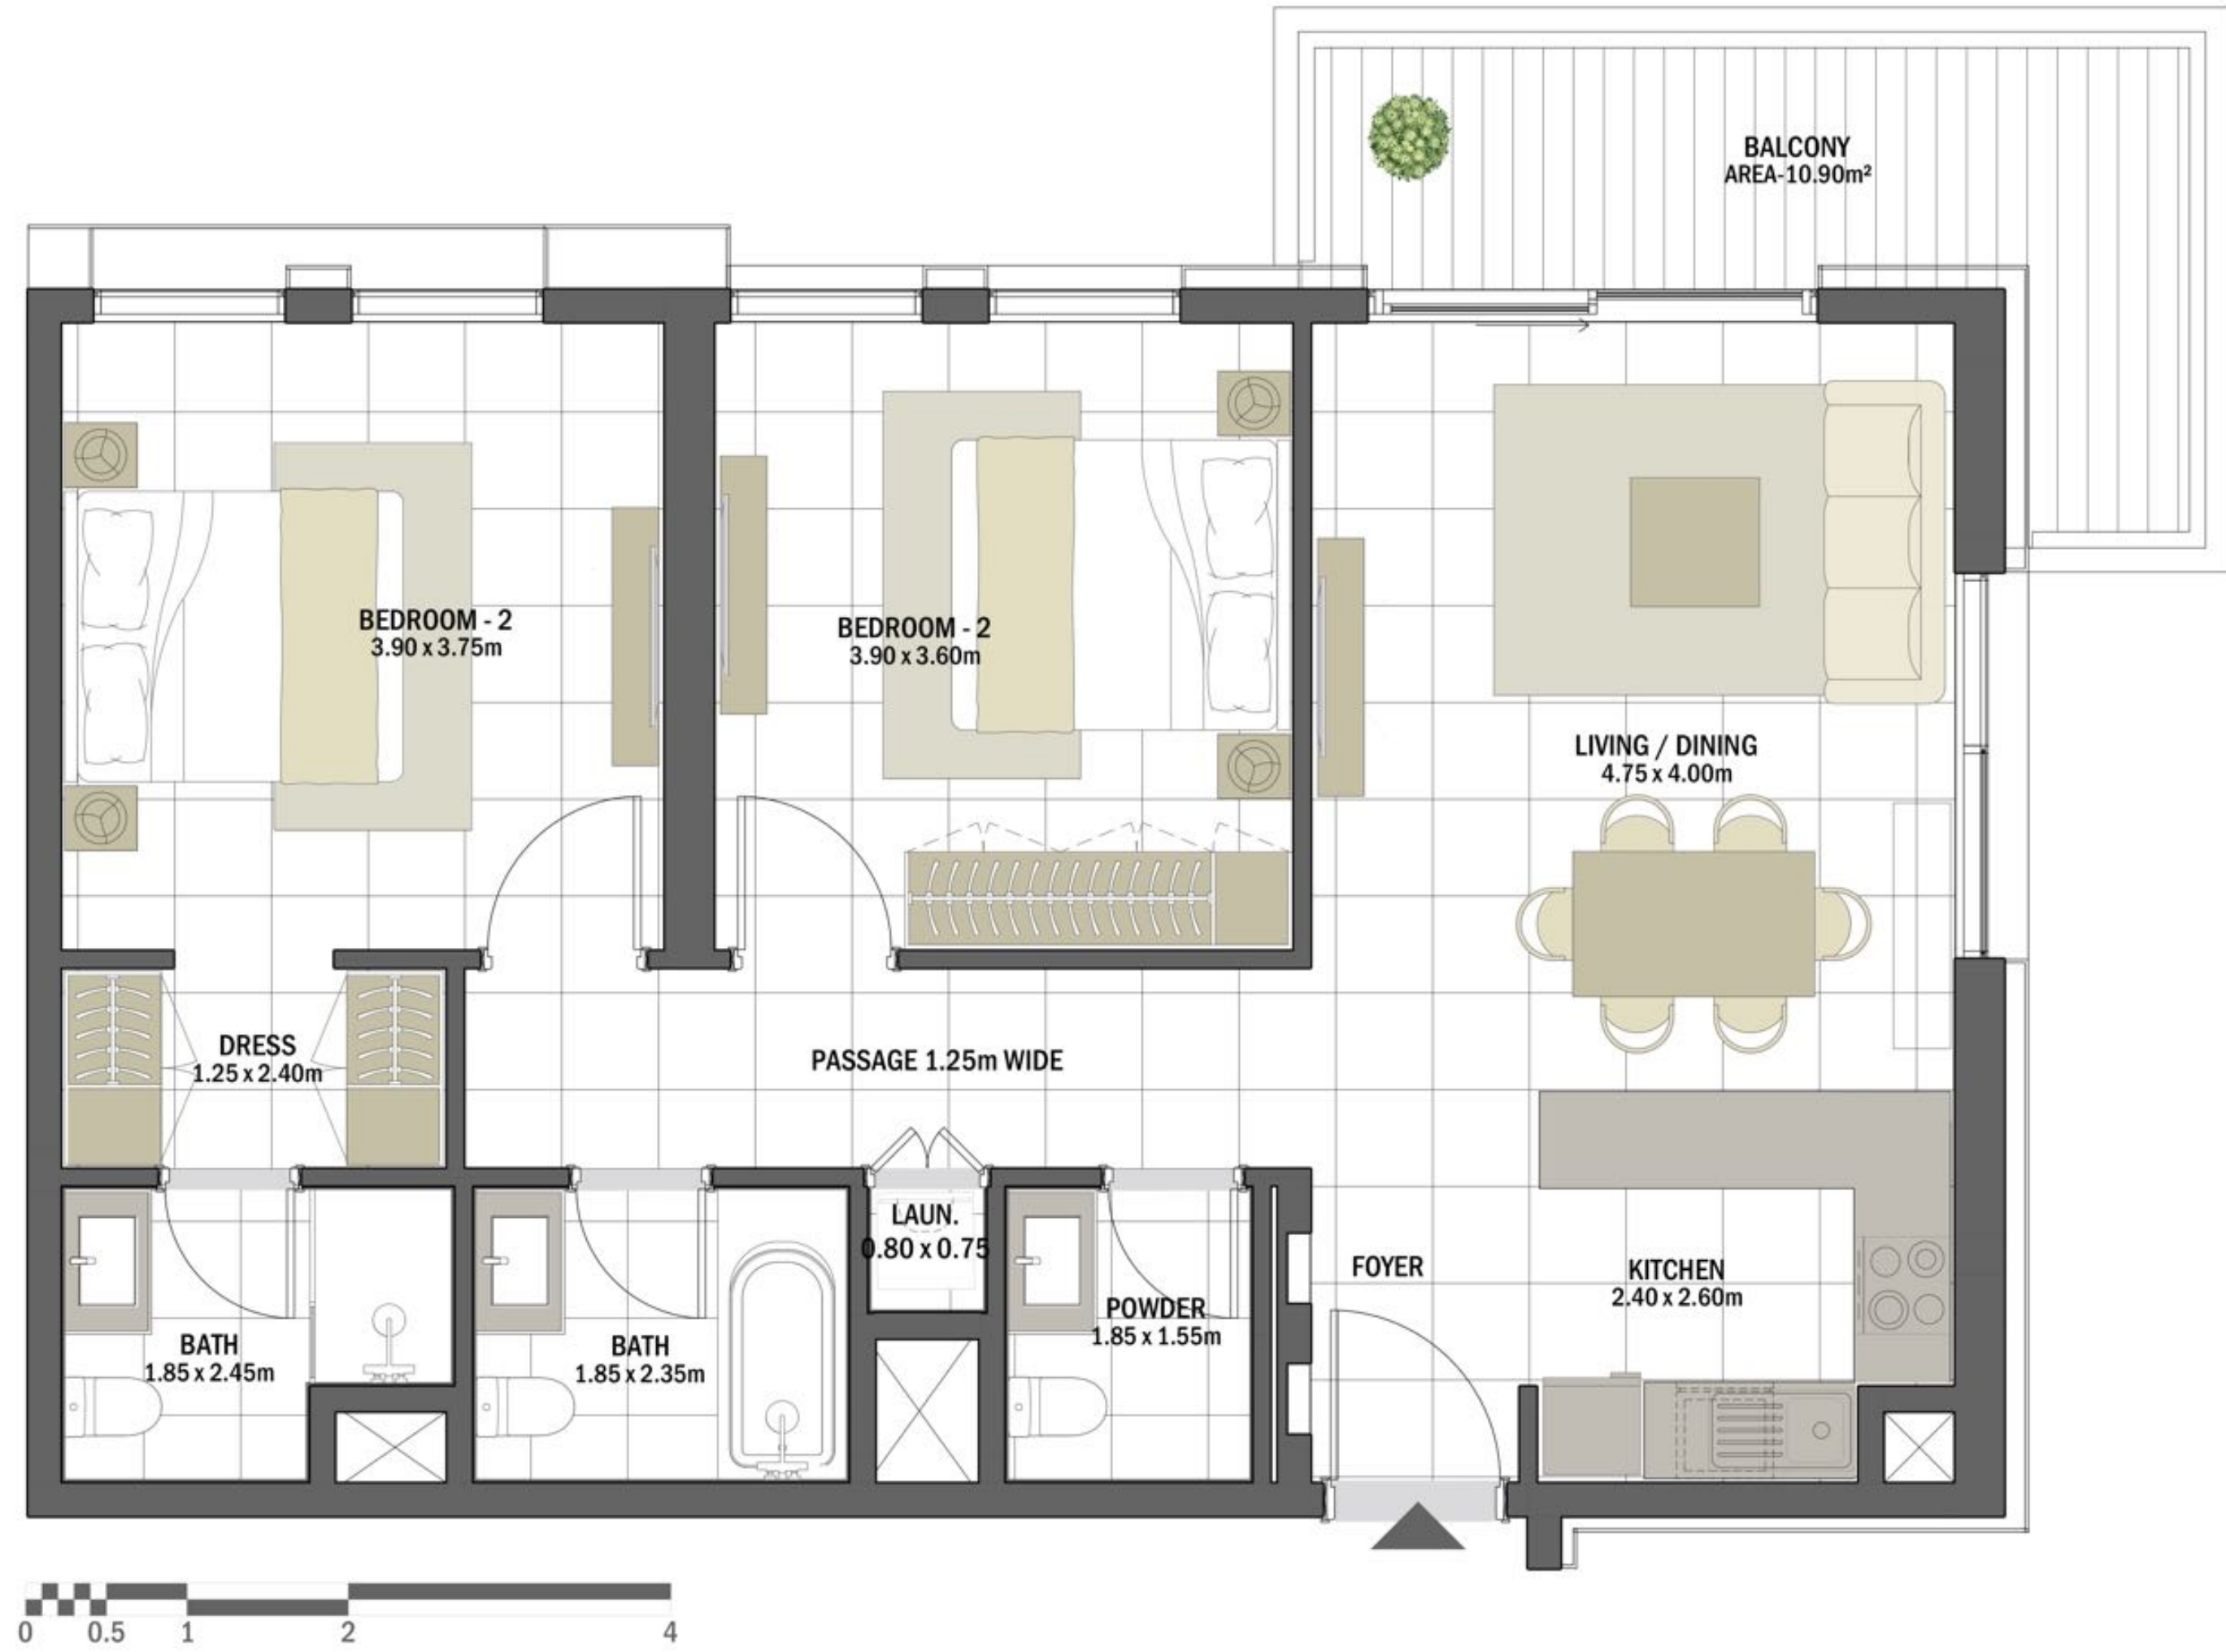 BALCONY
AREA-10.90m²
BEDROOM - 2
3.90 x 3.75m
BEDROOM - 2
3.90 x 3.60m
LIVING / DINING
4.75 x 4.00m
DRESS
1.25 x 2.40m
PASSAGE 1.25m WIDE
LAUN.
0.80 x 0.75
FOYER
KITCHEN
2.40 x 2.60m
POWDER
1.85 x 1.55m
BATH
1.85 x 2.45m
BATH
1.85 x 2.35m
0 0.5 1 2 4